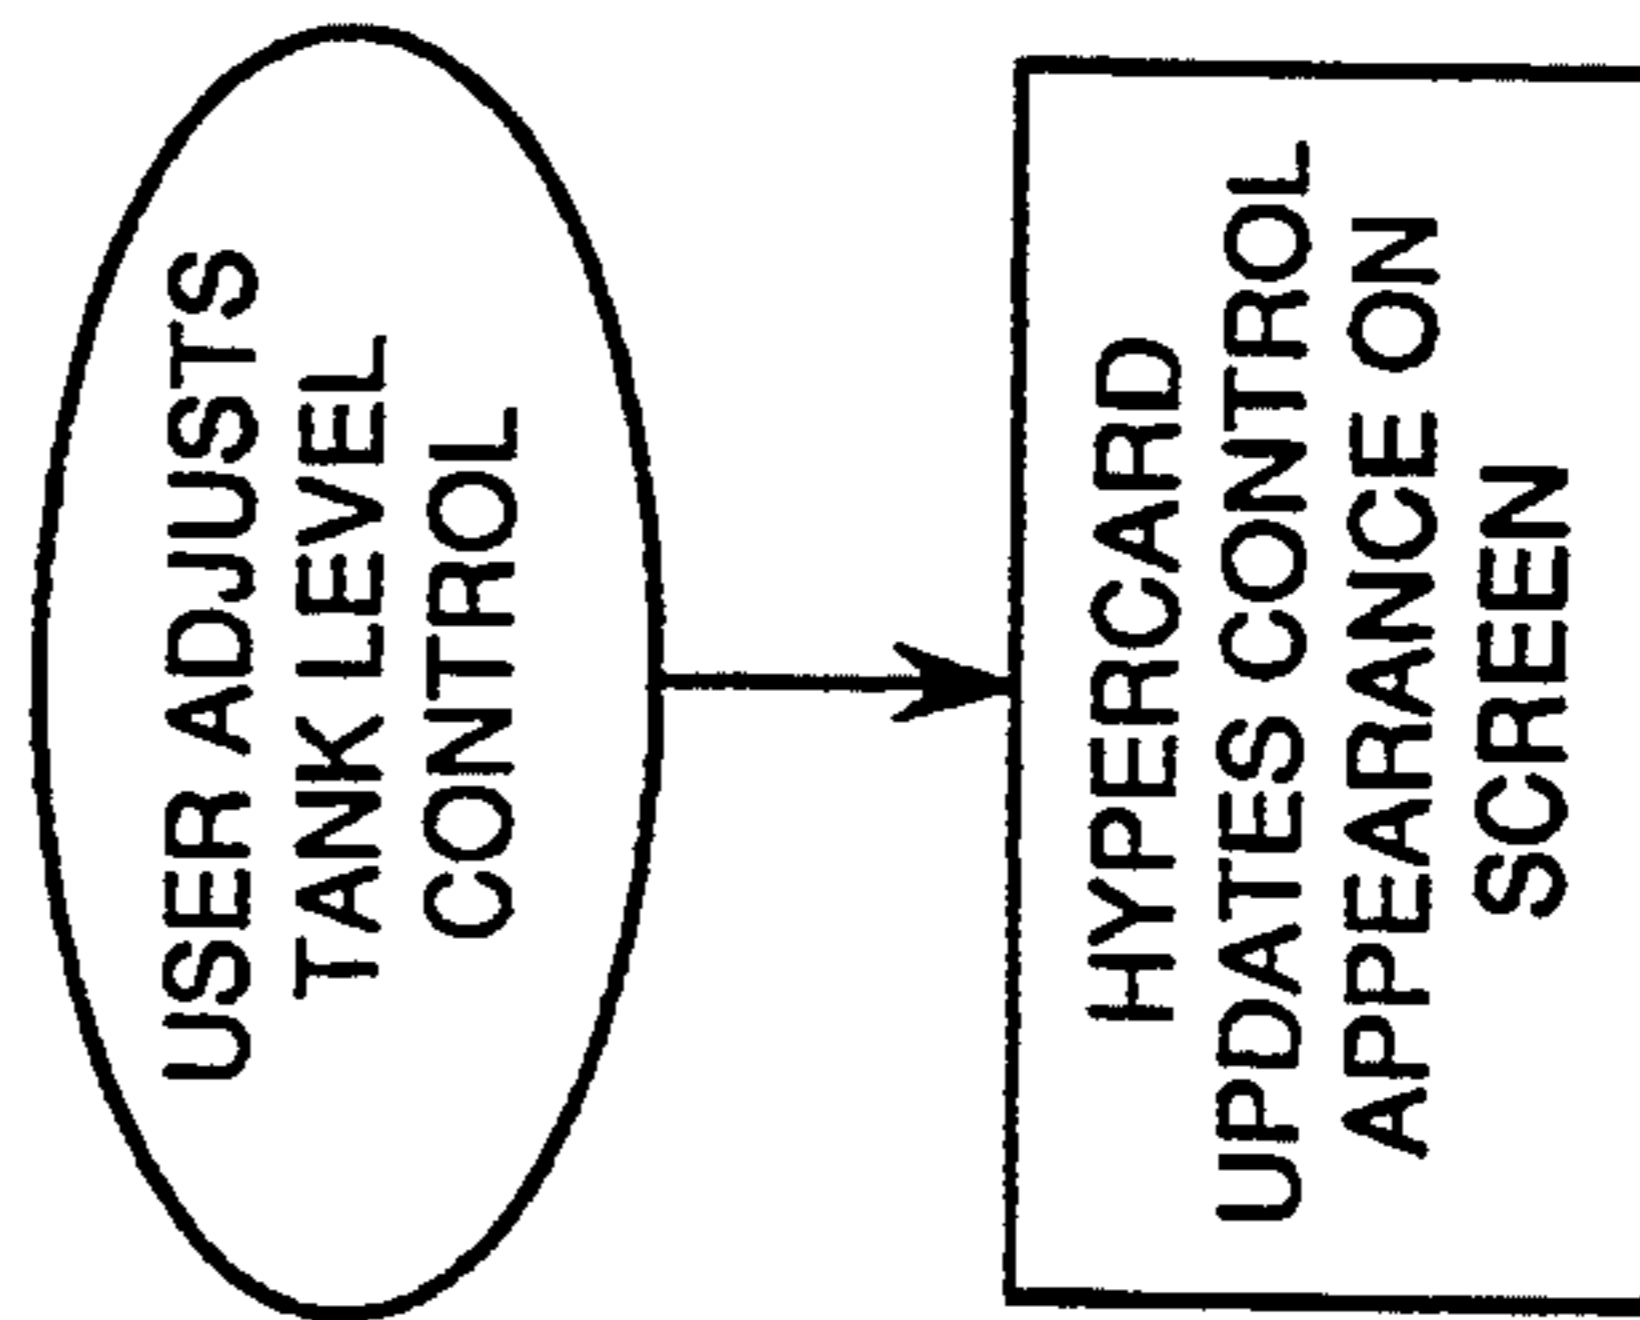 USER ADJUSTS
TANK LEVEL
CONTROL
HYPERCARD
UPDATES CONTROL
APPEARANCE ON
SCREEN